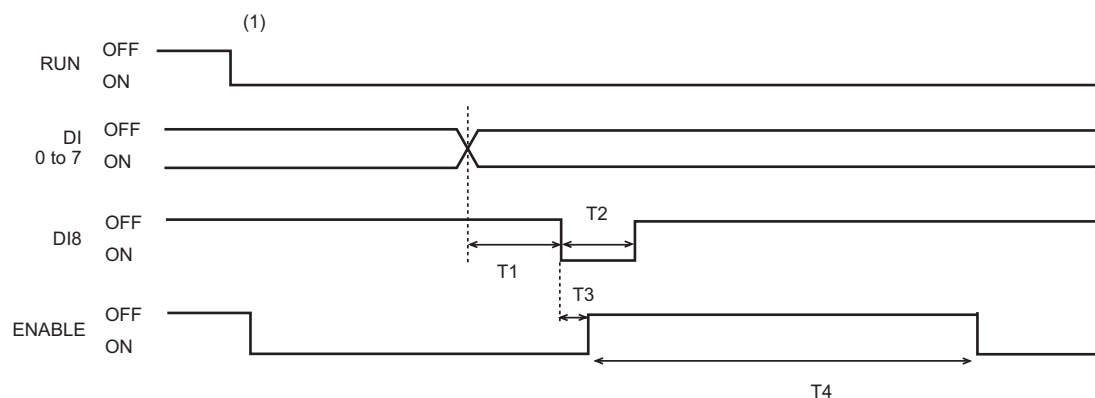 (1)
OFF
RUN
ON
OFF
DI
0 to 7
ON
OFF
T2
DI8
ON
T1
T3
OFF
ENABLE
ON
T4